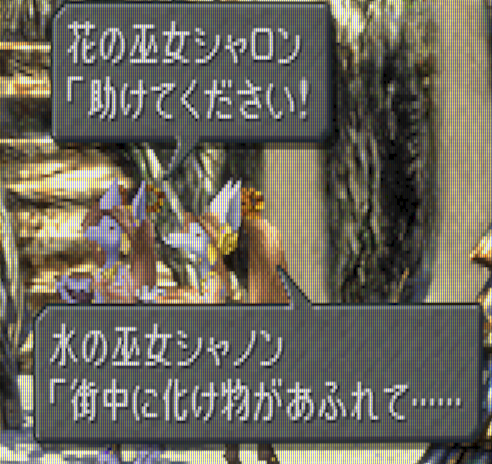 花の巫女シャロン
「助けてください！
水の巫女シャノン
「街中に化け物があふれて……